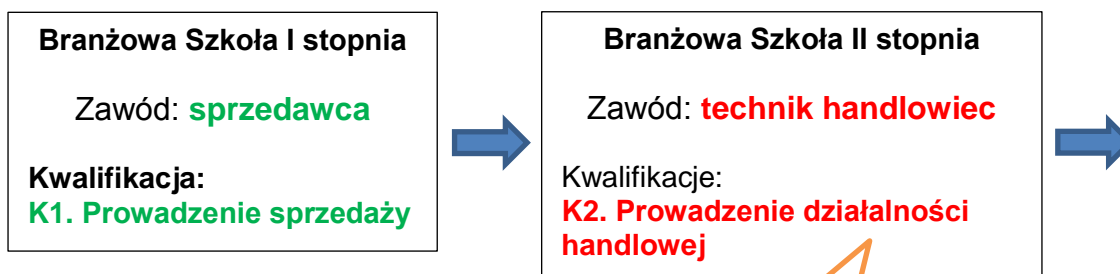 Branżowa Szkoła I stopnia
Zawód: sprzedawca
Kwalifikacja:
K1. Prowadzenie sprzedaży
Branżowa Szkoła II stopnia
Zawód: technik handlowiec
Kwalifikacje:
K2. Prowadzenie działalności
handlowej